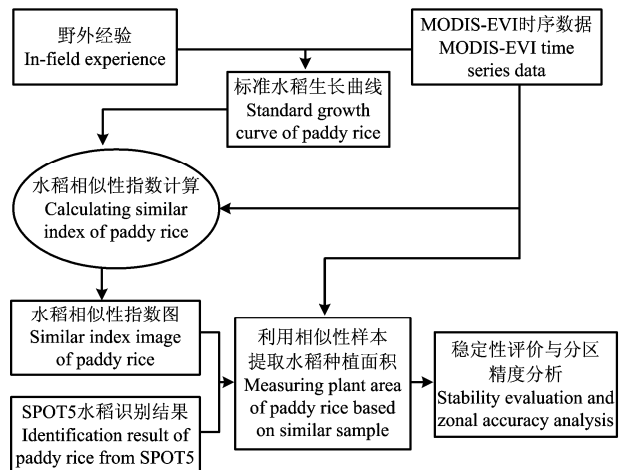 野外经验
In-field experience
MODIS-EVI时序数据
MODIS-EVI time
series data
标准水稻生长曲线
Standard growth
curve of paddy rice
水稻相似性指数计算
Calculating similar
index of paddy rice
水稻相似性指数图
Similar index image
of paddy rice
利用相似性样本
提取水稻种植面积
Measuring plant area
of paddy rice based
on similar sample
稳定性评价与分区
精度分析
Stability evaluation and
zonal accuracy analysis
SPOT5水稻识别结果
Identification result of
paddy rice from SPOT5